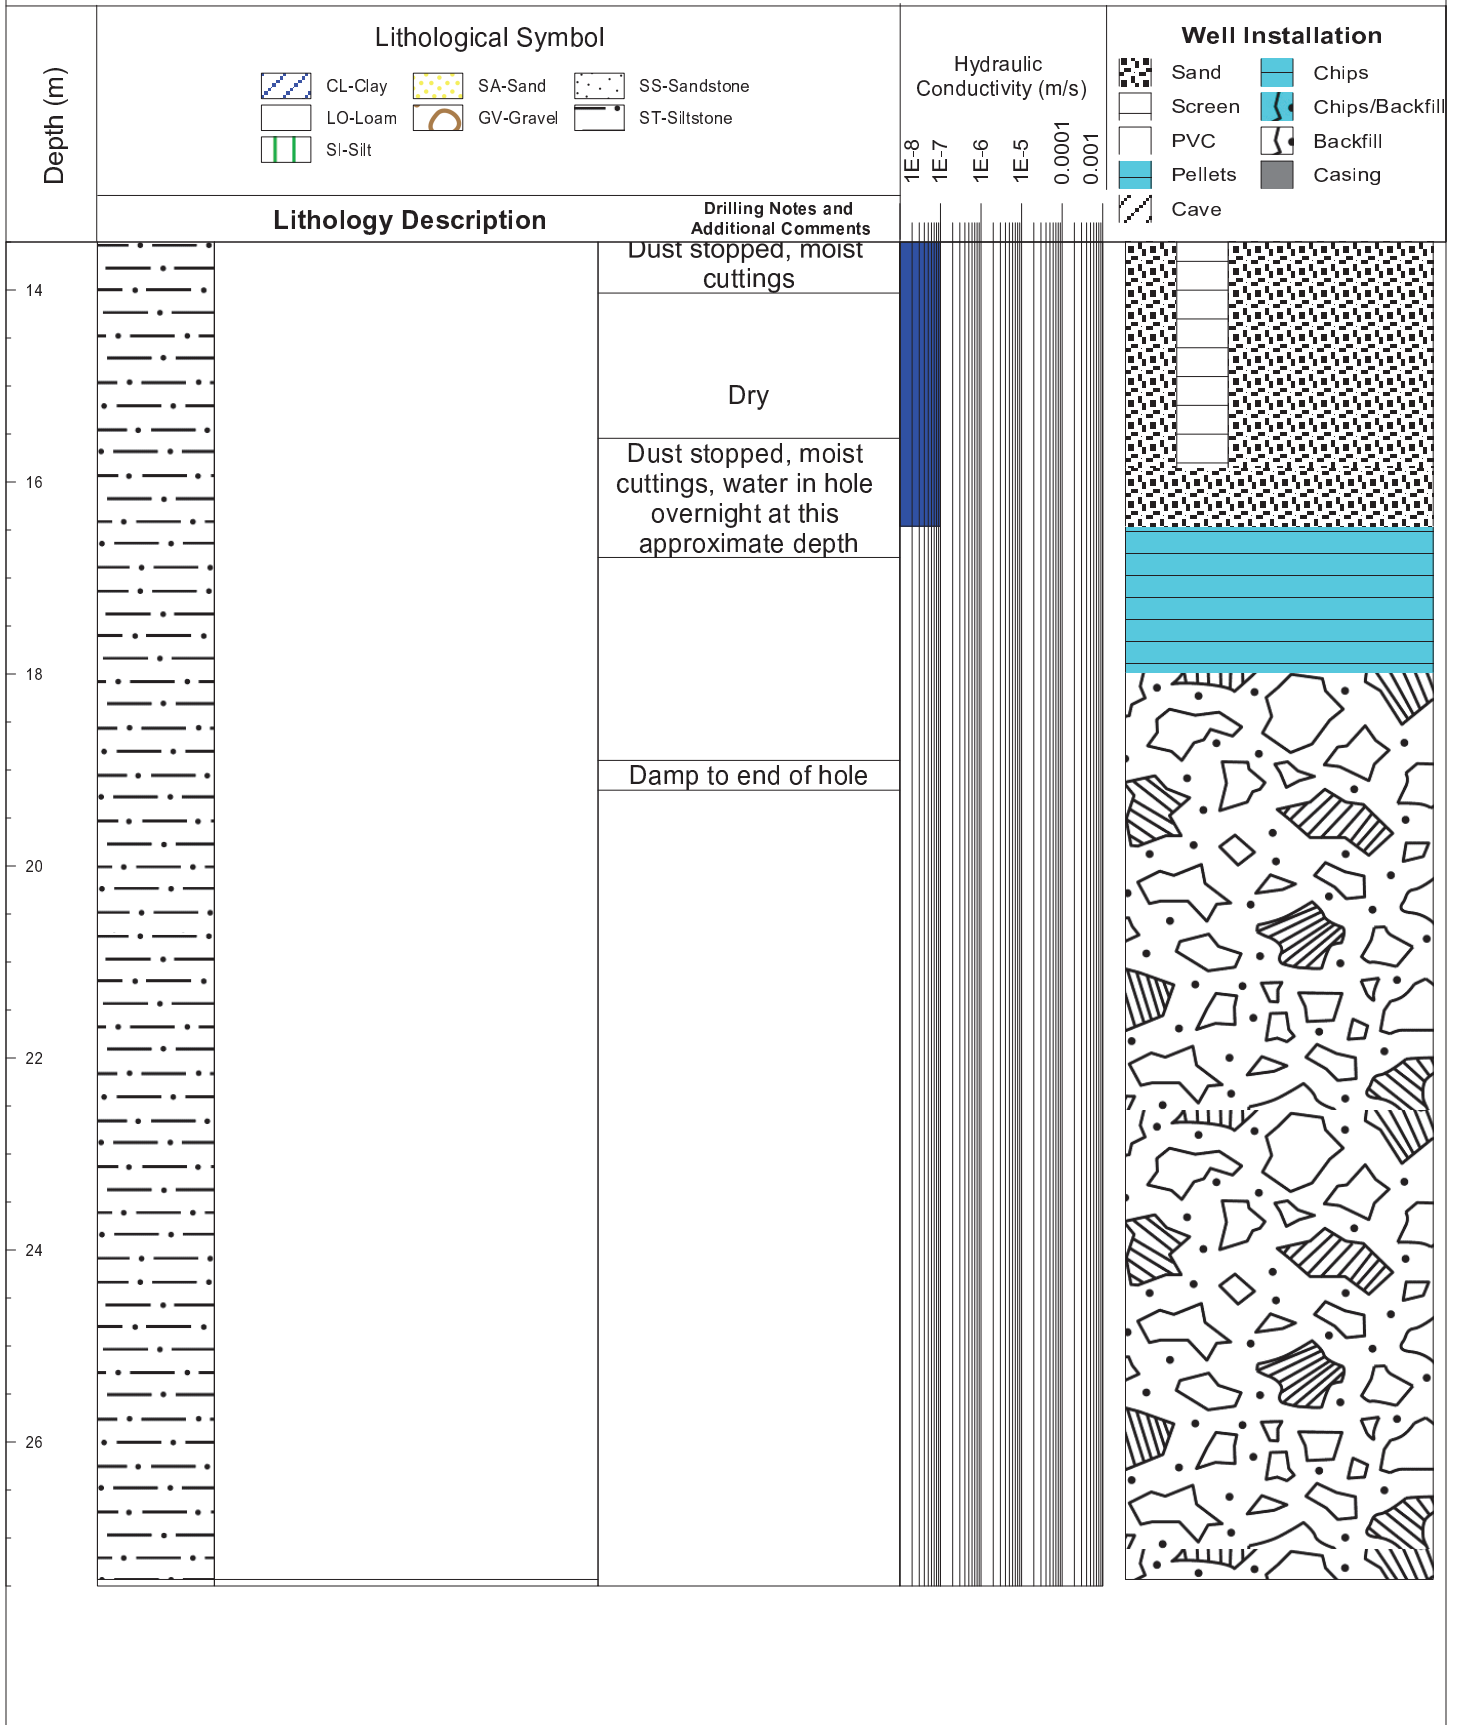 Depth (m)
Lithological Symbol
CL-Clay
SA-Sand
SS-Sandstone
LO-Loam
GV-Gravel
ST-Siltstone
SI-Silt
Lithology Description
Drilling Notes and
Additional Comments
Hydraulic
Conductivity (m/s)
1E-8
1E-7
1E-6
1E-5
0.0001
0.001
Well Installation
Sand
Chips
Screen
Chips/Backfill
PVC
Backfill
Pellets
Casing
Cave
Dust stopped, moist
cuttings
14
Dry
Dust stopped, moist
cuttings, water in hole
overnight at this
approximate depth
16
18
Damp to end of hole
20
22
24
26